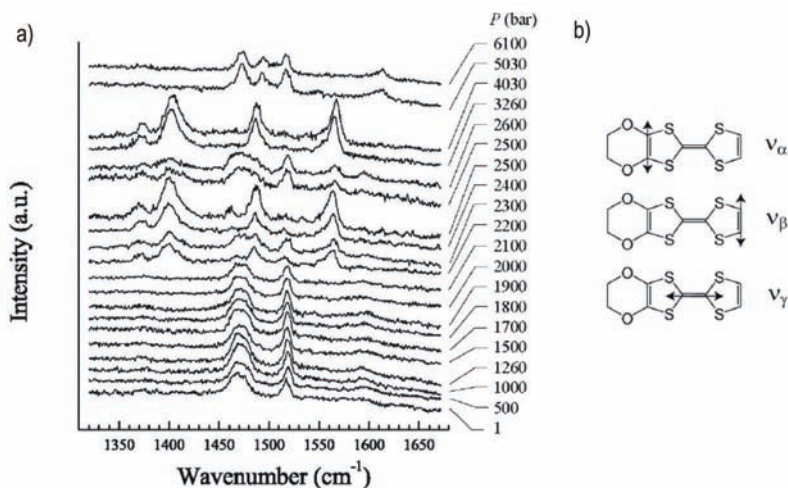 a)
P (bar)
b)
6100
5030
4030
3260
2600
2500
2500
2400
2300
2200
2100
2000
1900
1800
1700
1500
1260
1000
500
1
Intensity (a.u.)
1350 1400 1450 1500 1550 1600 1650
Wavenumber (cm⁻¹)
O S S
O S S
να
O S S
O S S
νβ
O S S
O S S
νγ